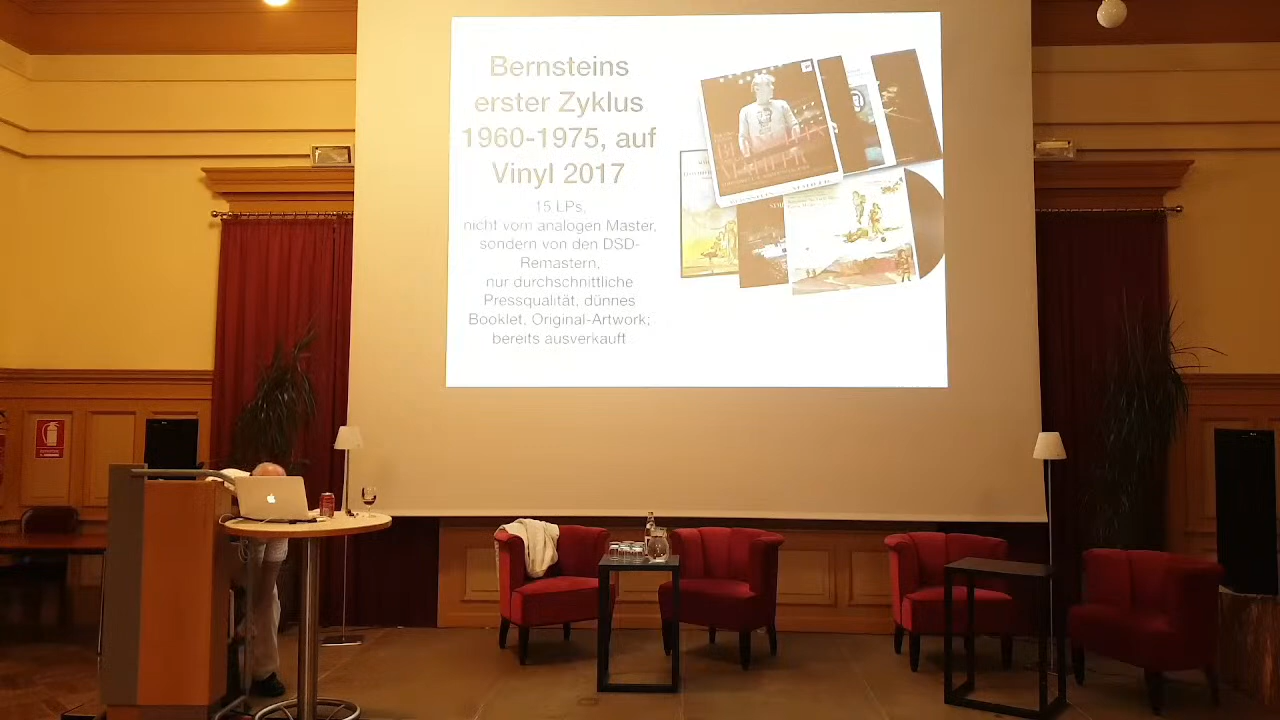 Bernsteins
erster Zyklus
1960-1975, auf
Vinyl 2017
15 LPs,
nicht vom analogen Master,
sondern von den DSD-
Remastern,
nur durchschnittliche
Pressqualität, dünnes
Booklet, Original-Artwork;
bereits ausverkauft